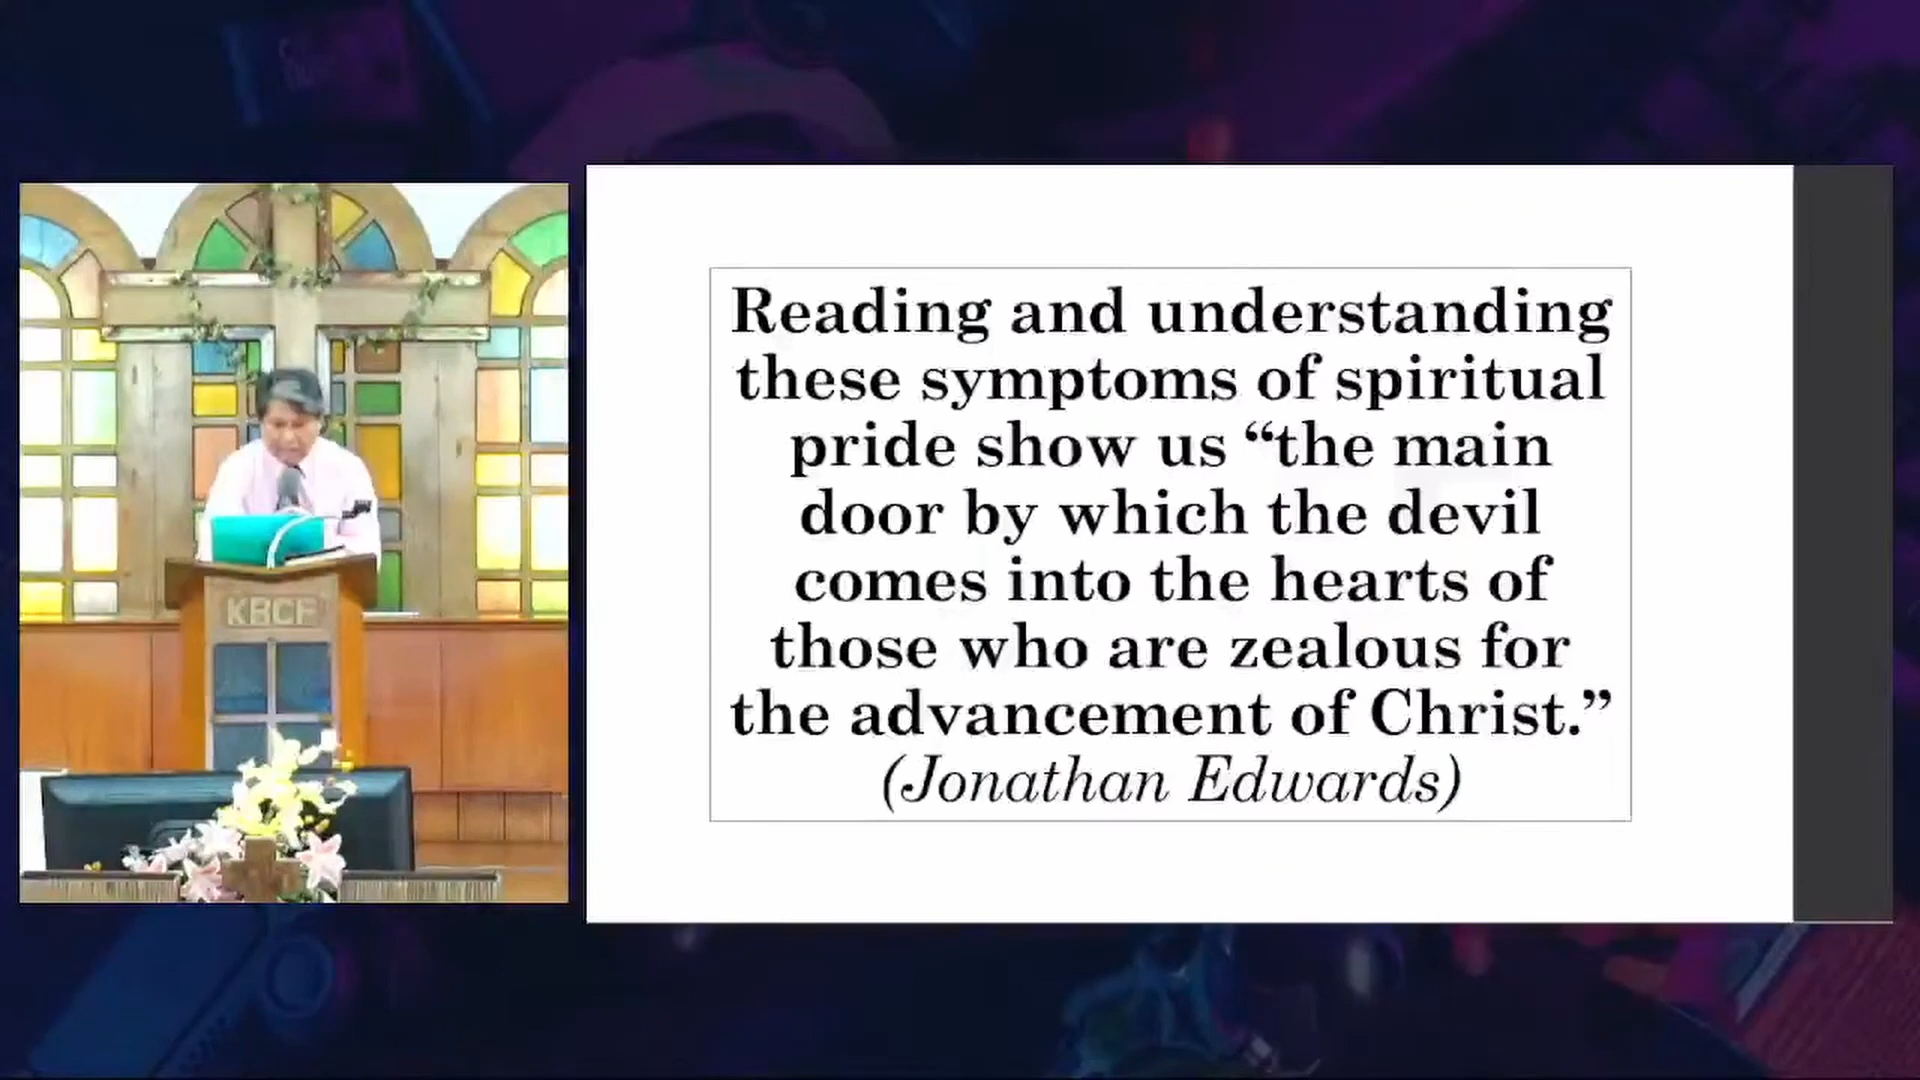 KBCF
Reading and understanding
these symptoms of spiritual
pride show us “the main
door by which the devil
comes into the hearts of
those who are zealous for
the advancement of Christ.”
(Jonathan Edwards)